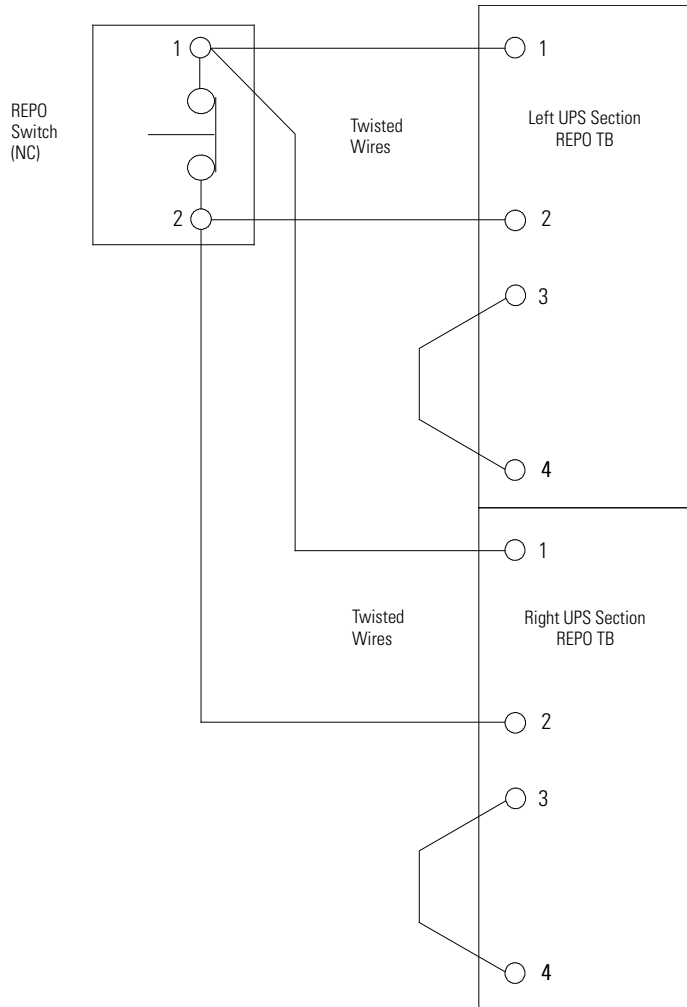 1
1
REPO
Switch
(NC)
Twisted
Wires
Left UPS Section
REPO TB
2
2
3
4
1
Twisted
Wires
Right UPS Section
REPO TB
2
3
4